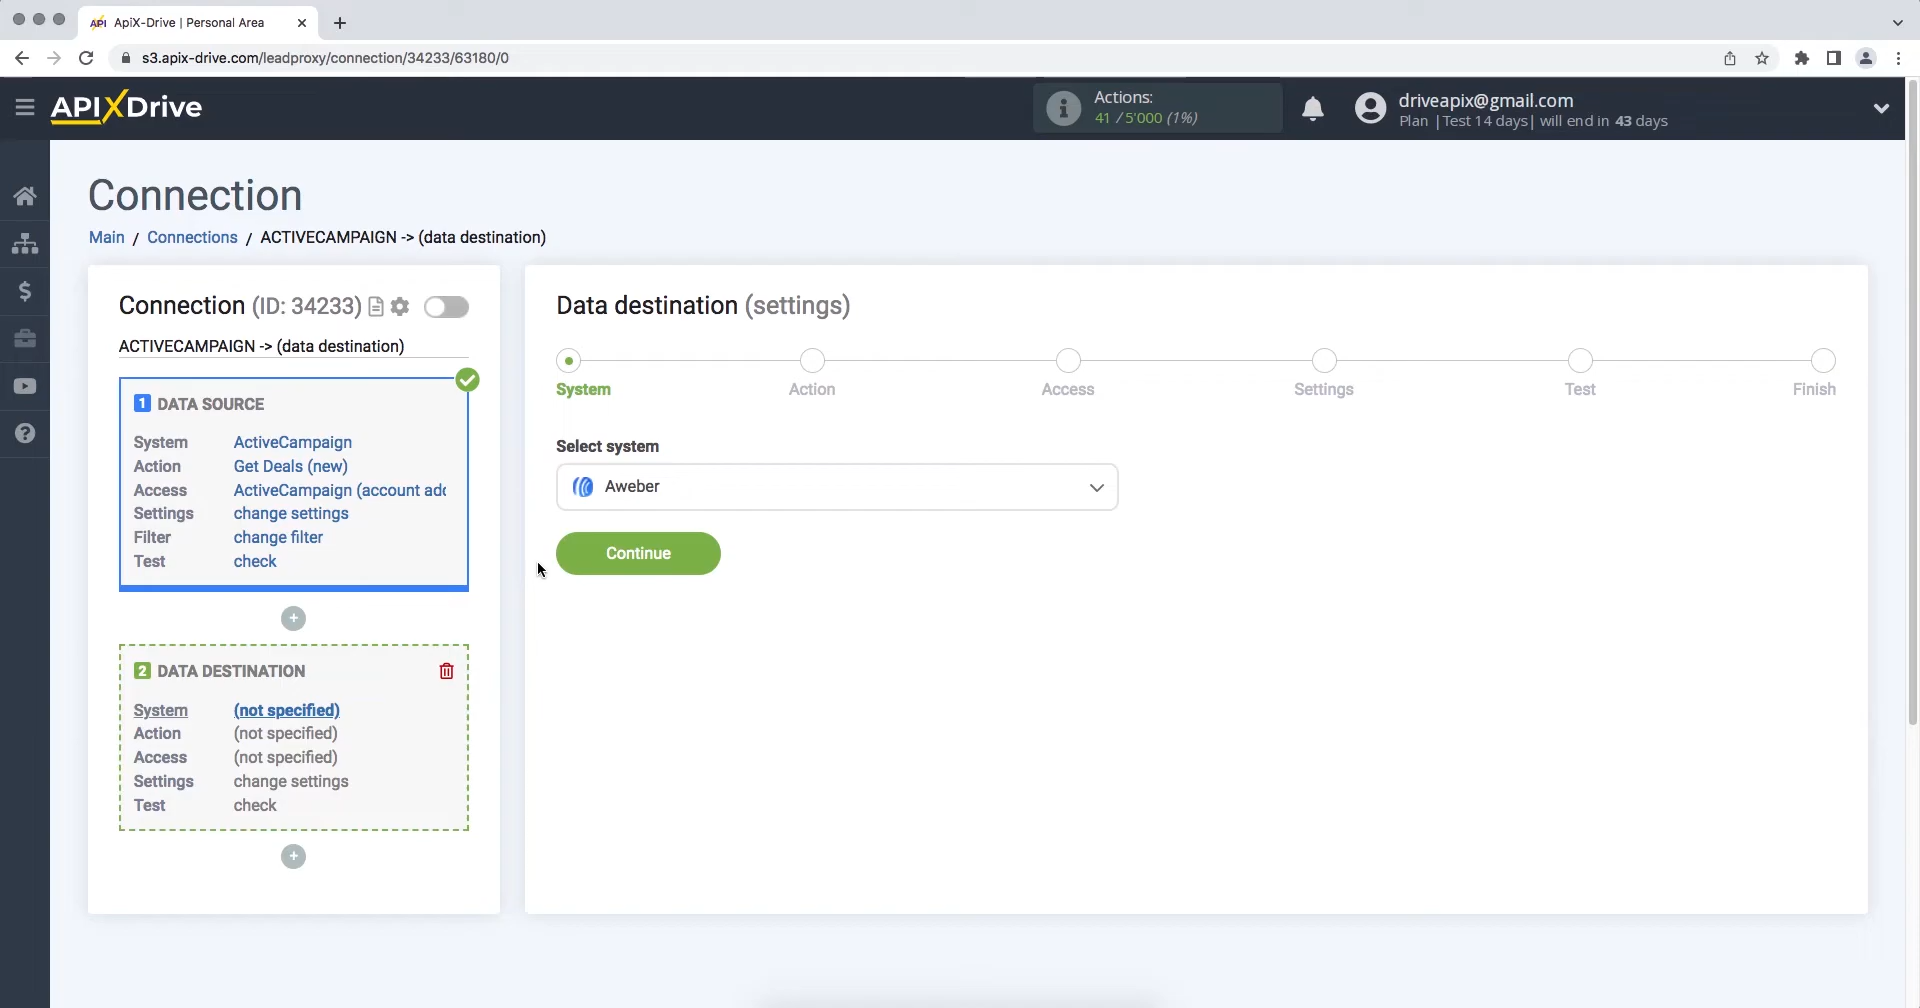 API ApiX-Drive | Personal Area
s3.apix-drive.com/leadproxy/connection/34233/63180/0
APIXDrive
Actions:
41 / 5'000 (1%)
driveapix@gmail.com
Plan |Test 14 days| will end in 43 days
Connection
Main / Connections / ACTIVECAMPAIGN -> (data destination)
Connection (ID: 34233)
ACTIVECAMPAIGN -> (data destination)
1 DATA SOURCE
System ActiveCampaign
Action Get Deals (new)
Access ActiveCampaign (account add
Settings change settings
Filter change filter
Test check
2 DATA DESTINATION
System (not specified)
Action (not specified)
Access (not specified)
Settings change settings
Test check
Data destination (settings)
System Action Access Settings Test Finish
Select system
Aweber
Continue